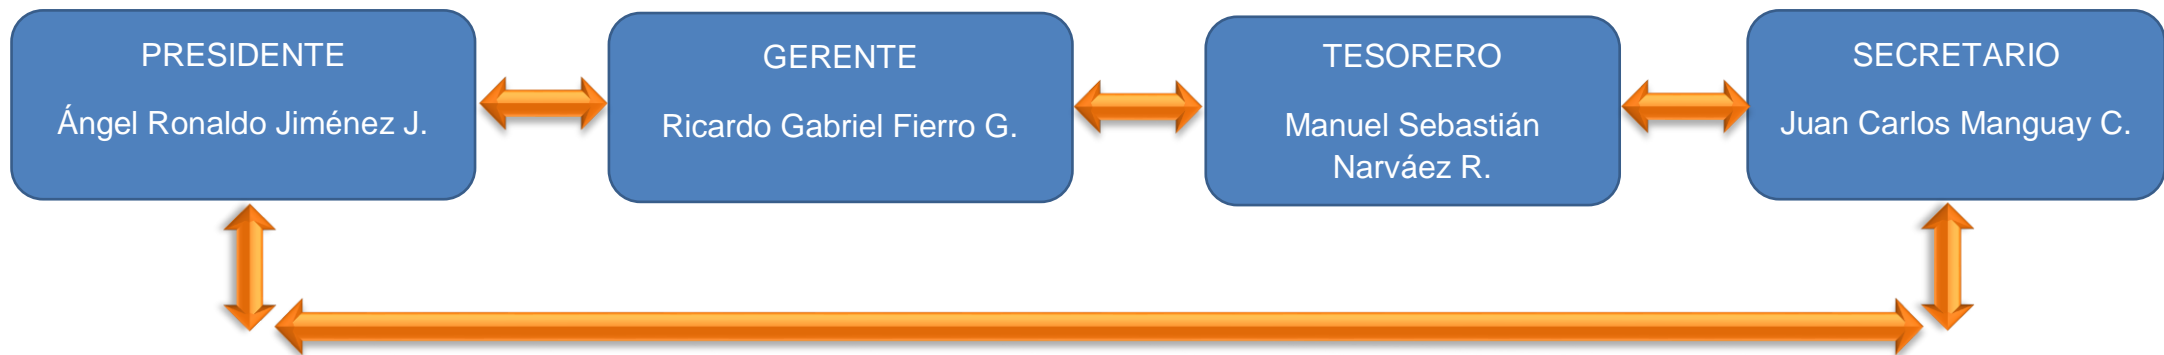 PRESIDENTE
Ángel Ronaldo Jiménez J.
GERENTE
Ricardo Gabriel Fierro G.
TESORERO
Manuel Sebastián
Narváez R.
SECRETARIO
Juan Carlos Manguay C.